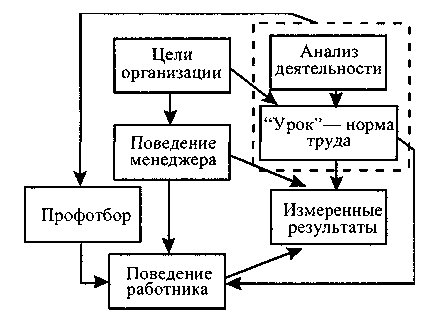 Цели
организации
Анализ
деятельности
“Урок”— норма
труда
Поведение
менеджера
Профотбор
Измеренные
результаты
Поведение
работника